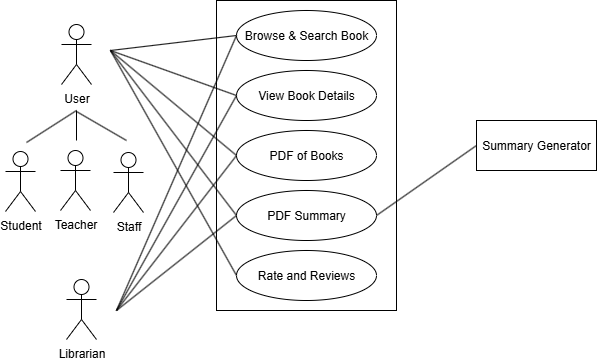 Browse & Search Book
User
View Book Details
Summary Generator
PDF of Books
Student
Teacher
Staff
PDF Summary
Rate and Reviews
Librarian